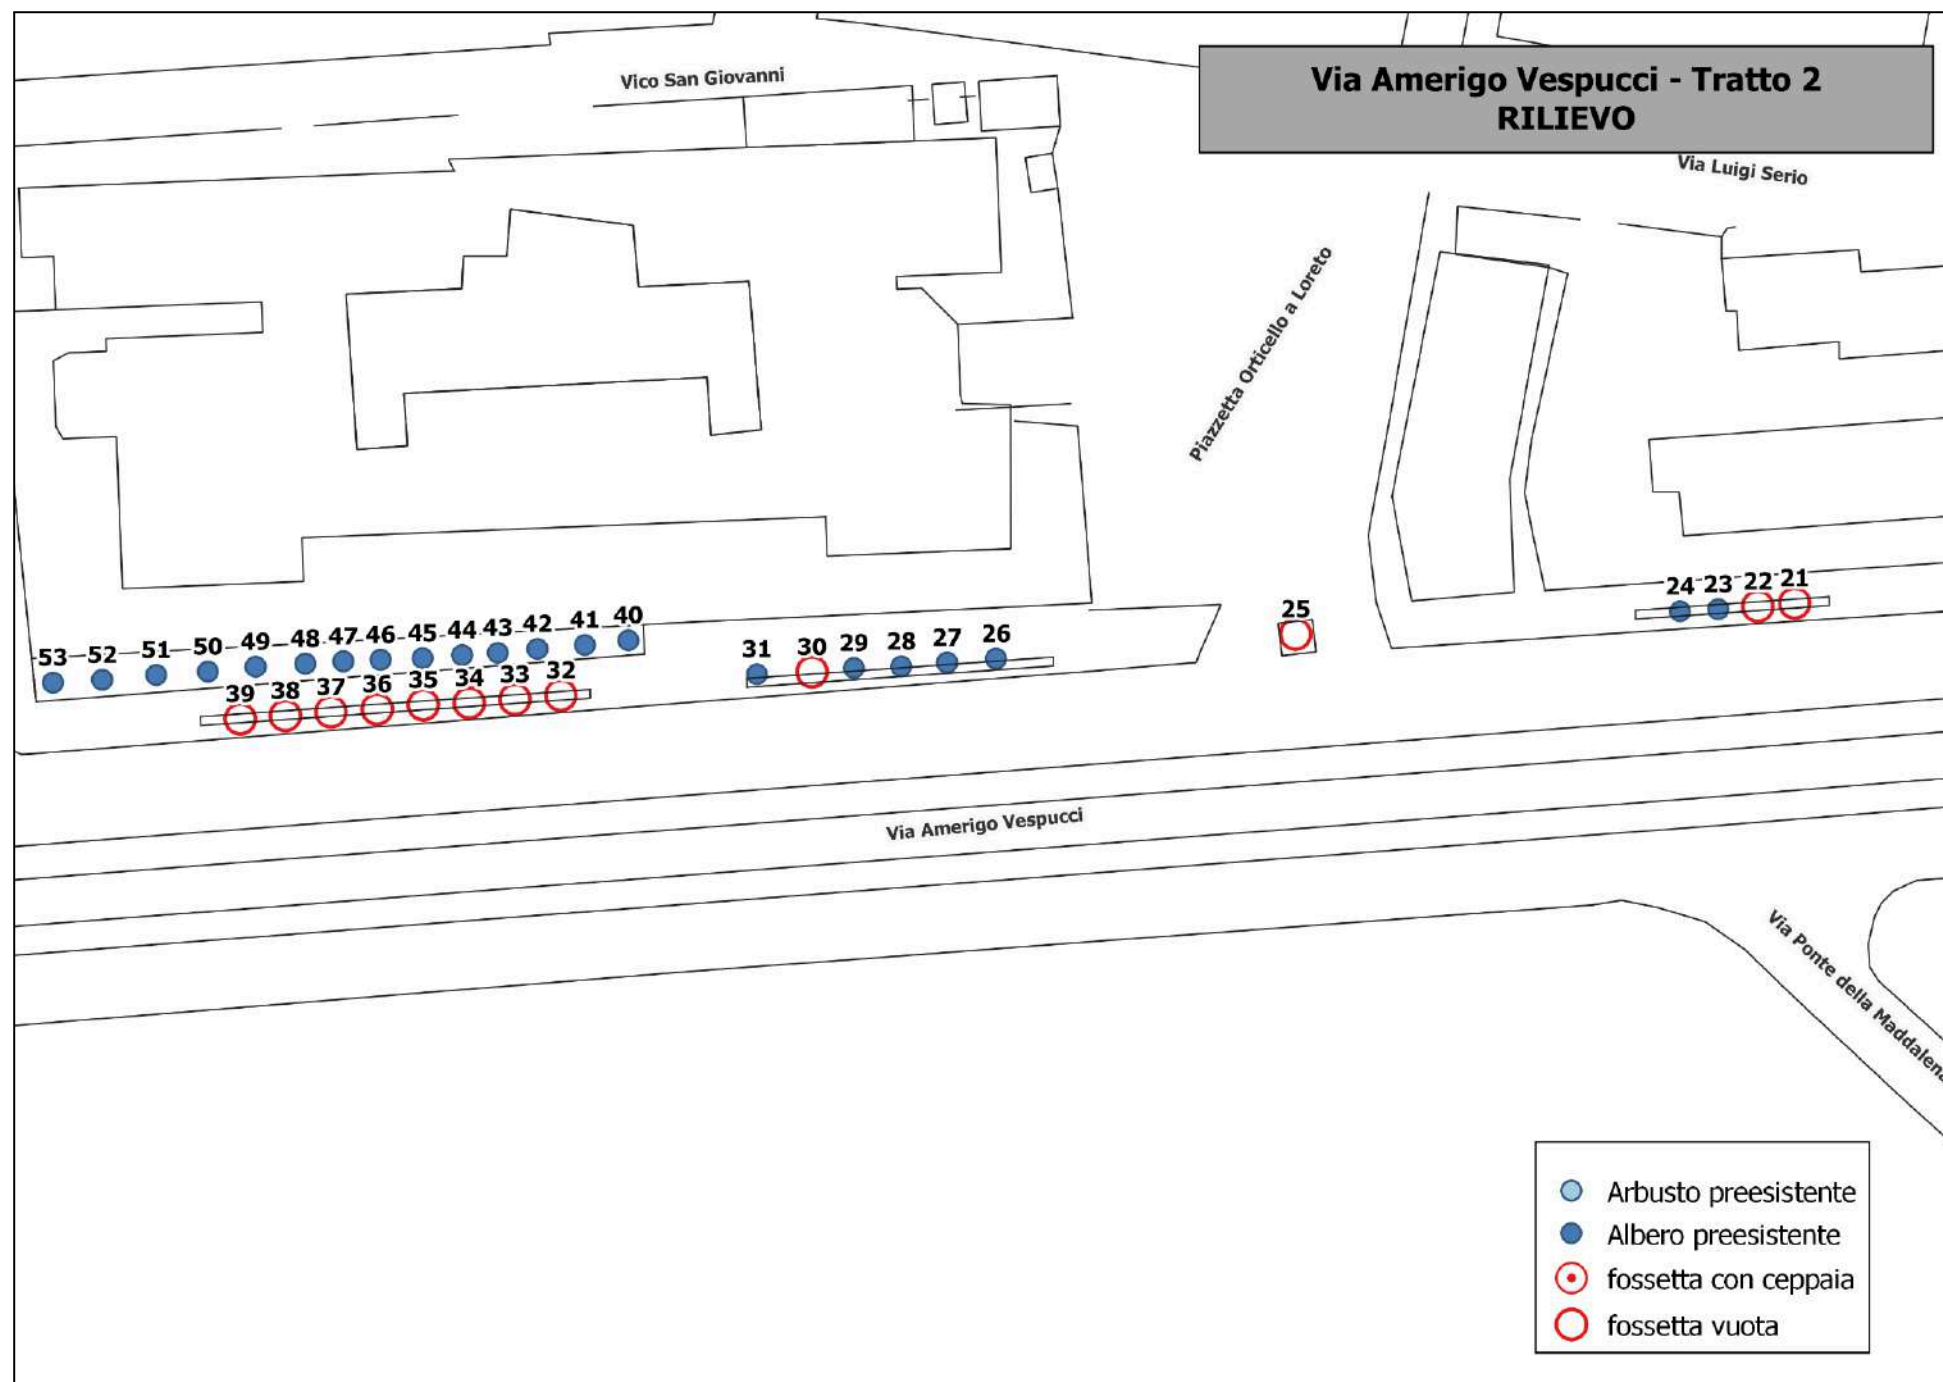 Vico San Giovanni
Via Amerigo Vespucci - Tratto 2
RILIEVO
Via Luigi Serio
Piazzetta Orticello a Loreto
24 23 22 21
25
53 52 51 50 49 48 47 46 45 44 43 42 41 40
31 30 29 28 27 26
39 38 37 36 35 34 33 32
Via Amerigo Vespucci
Via Ponte della Maddalena
Arbusto preesistente
Albero preesistente
fossetta con ceppaia
fossetta vuota